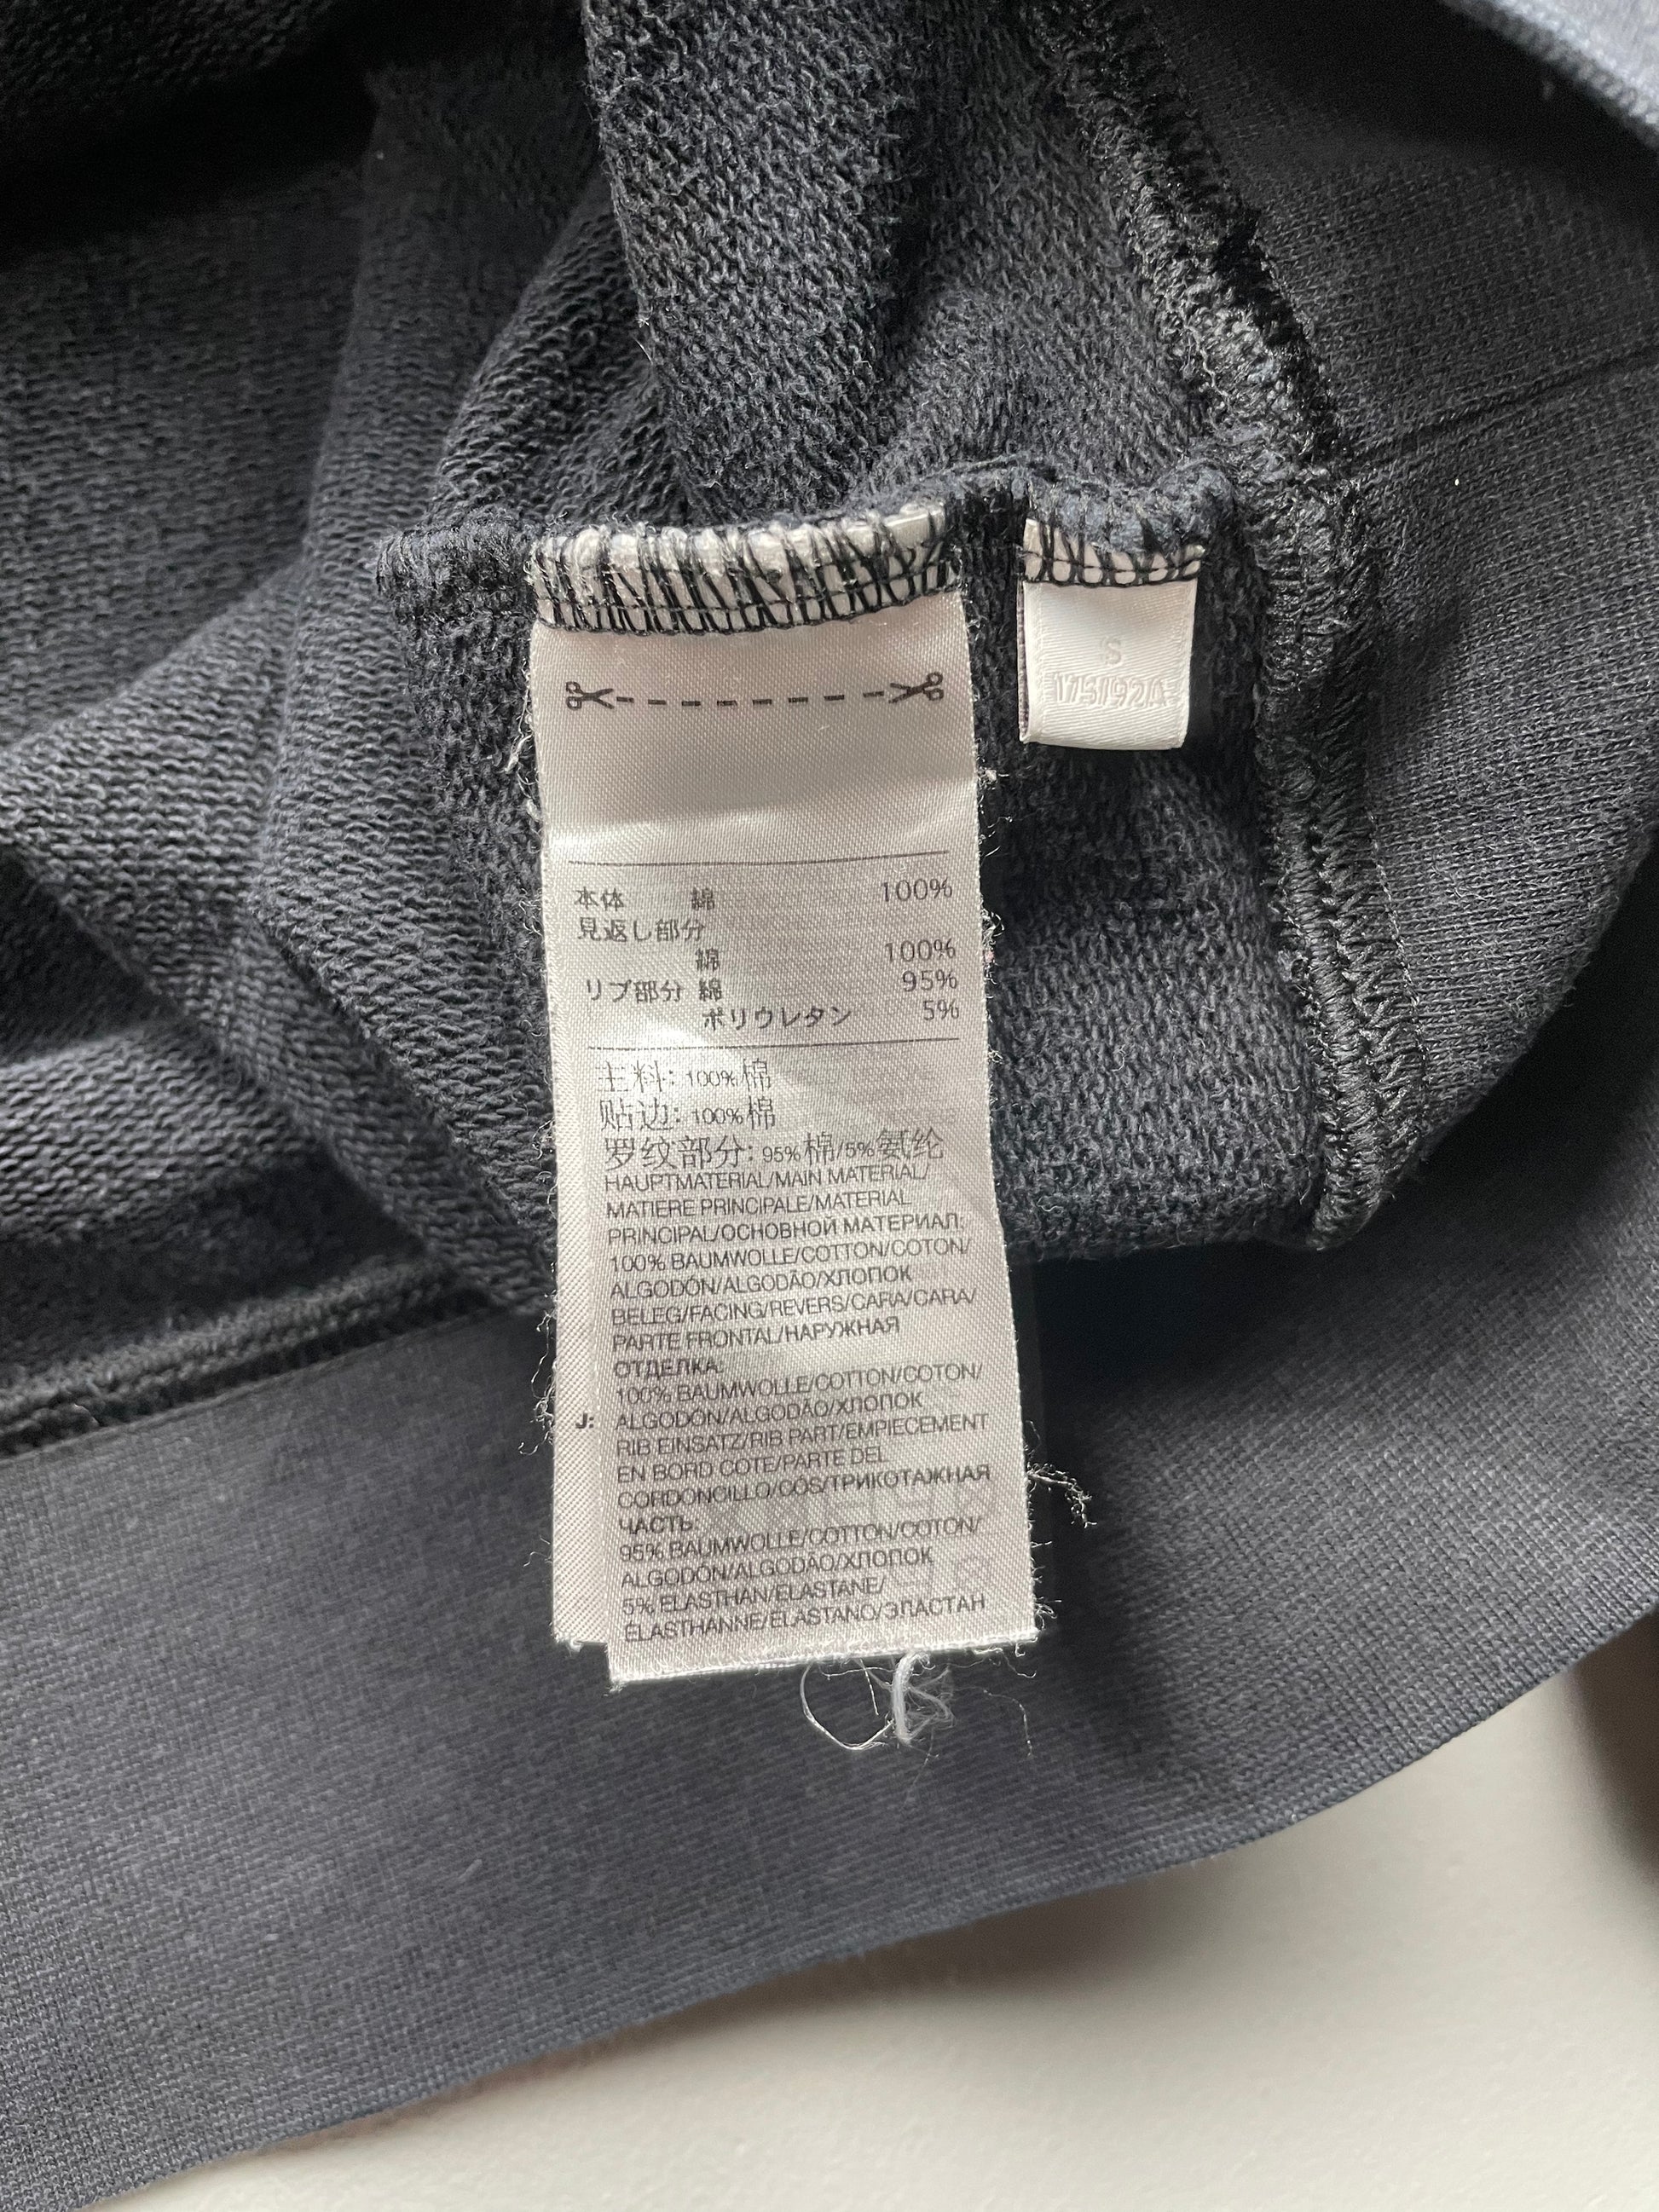 本体 綿 100%
見返し部分
綿 100%
リブ部分 綿 95%
ポリウレタン 5%
主料: 100%棉
贴边: 100%棉
罗纹部分: 95%棉/5%氨纶
HAUPTMATERIAL/MAIN MATERIAL/
MATIERE PRINCIPALE/MATERIAL
PRINCIPAL/ОСНОВНОЙ МАТЕРИАЛ:
100% BAUMWOLLE/COTTON/COTON/
ALGODÓN/ALGODÃO/ХЛОПОК
BELEG/FACING/REVERS/CARA/CARA/
PARTE FRONTAL/НАРУЖНАЯ
ОТДЕЛКА:
100% BAUMWOLLE/COTTON/COTON/
J: ALGODÓN/ALGODÃO/ХЛОПОК
RIB EINSATZ/RIB PART/EMPIECEMENT
EN BORD COTE/PARTE DEL
CORDONCILLO/CÓS/ТРИКОТАЖНАЯ
ЧАСТЬ:
95% BAUMWOLLE/COTTON/COTON/
ALGODÓN/ALGODÃO/ХЛОПОК
5% ELASTHAN/ELASTANE/
ÉLASTHANNE/ELASTANO/ЭЛАСТАН
S
175/92A